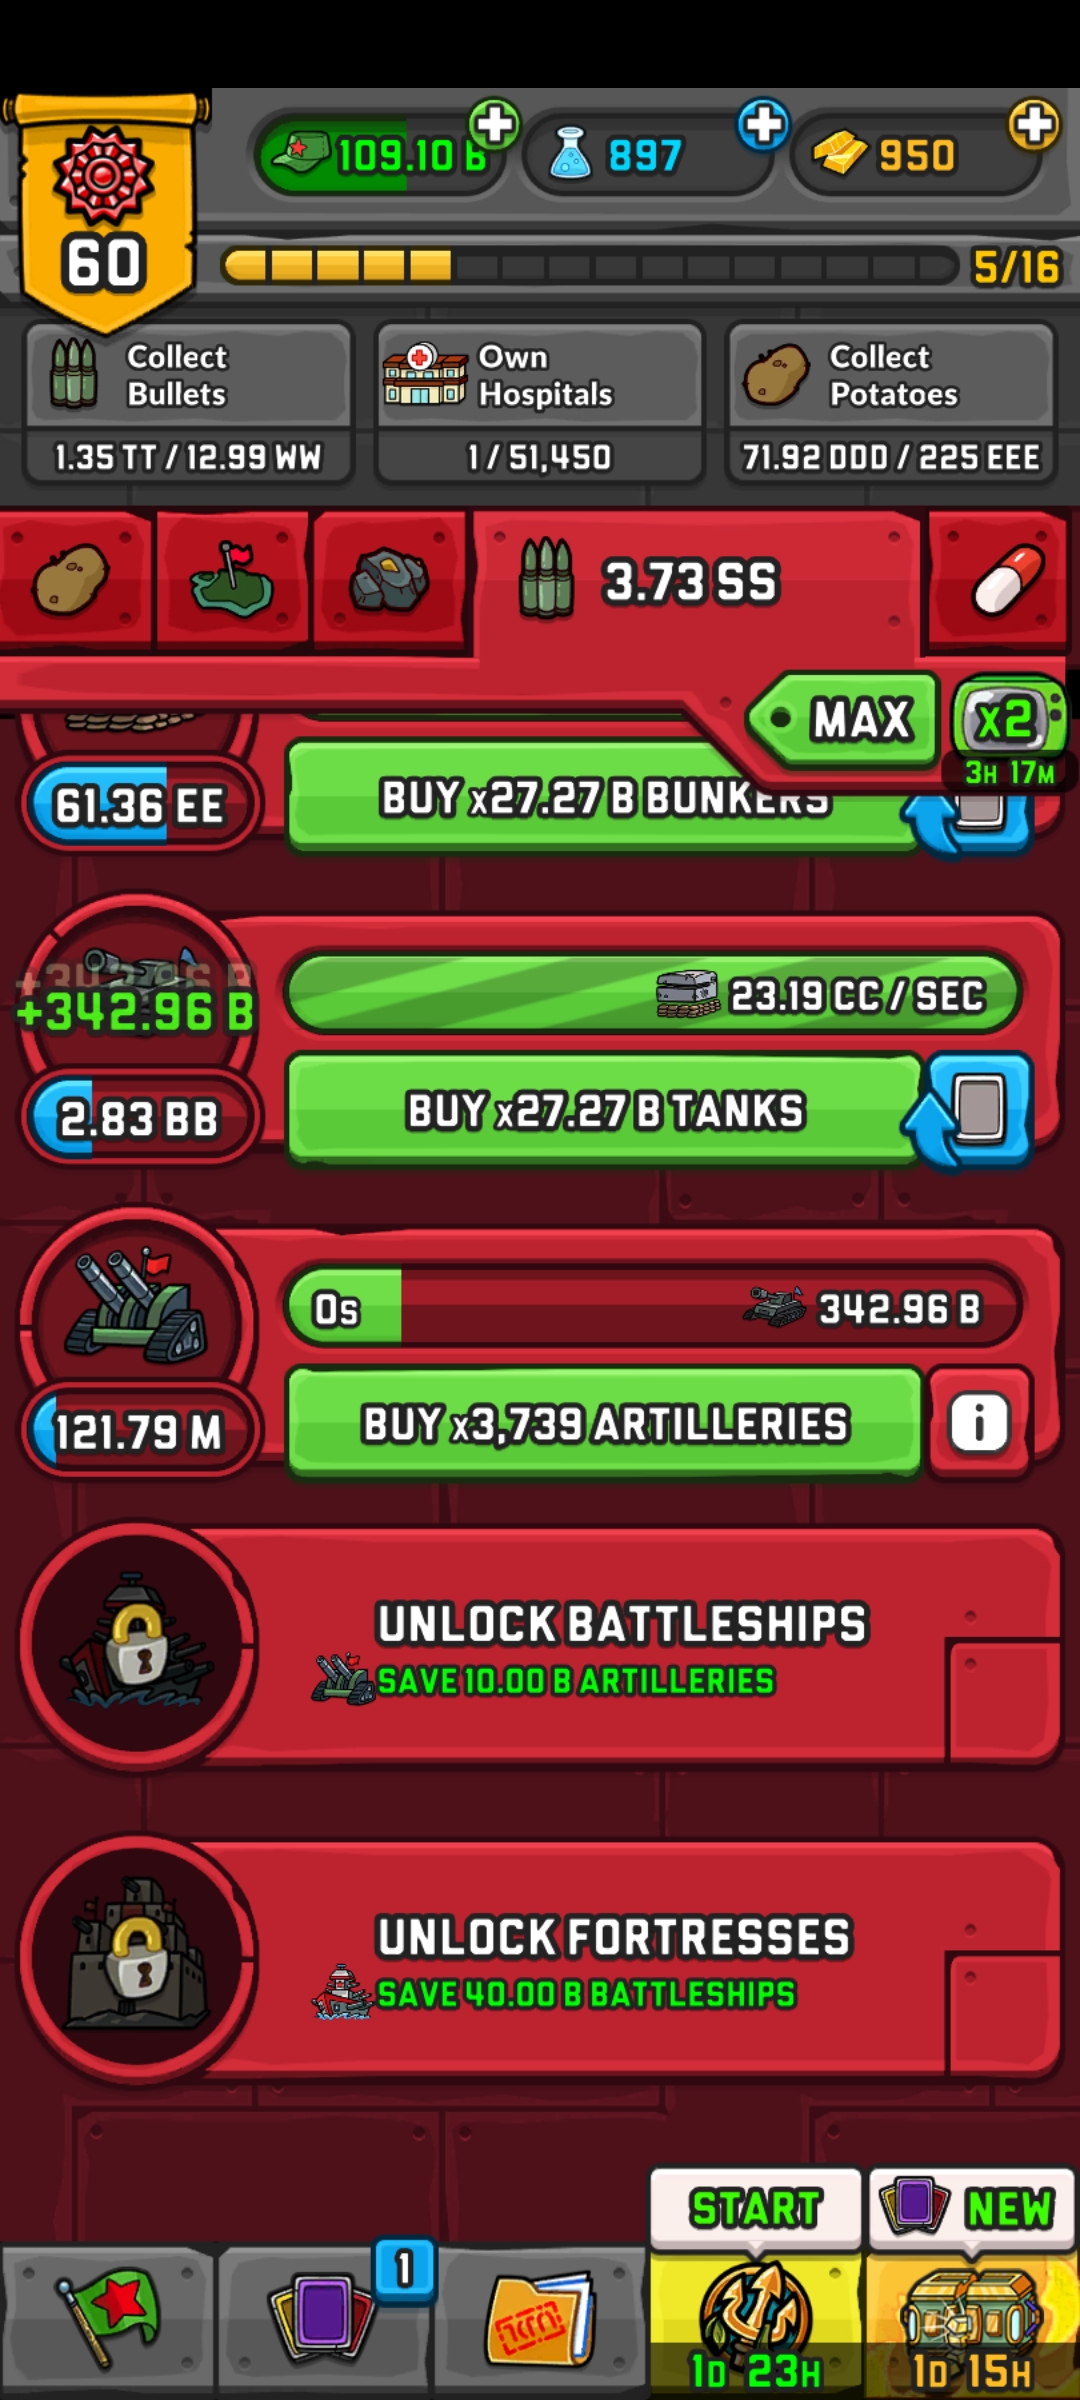 60
109.10 B
897
950
5/16
Collect
Bullets
1.35 TT / 12.99 WW
Own
Hospitals
1 / 51,450
Collect
Potatoes
71.92 DDD / 225 EEE
3.73 SS
MAX
x2
3H 17M
61.36 EE
BUY x27.27 B BUNKERS
+342.96 B
+342.96 B
23.19 CC / SEC
2.83 BB
BUY x27.27 B TANKS
0s
342.96 B
121.79 M
BUY x3,739 ARTILLERIES
i
UNLOCK BATTLESHIPS
SAVE 10.00 B ARTILLERIES
UNLOCK FORTRESSES
SAVE 40.00 B BATTLESHIPS
START
NEW
1
1D 23H
1D 15H